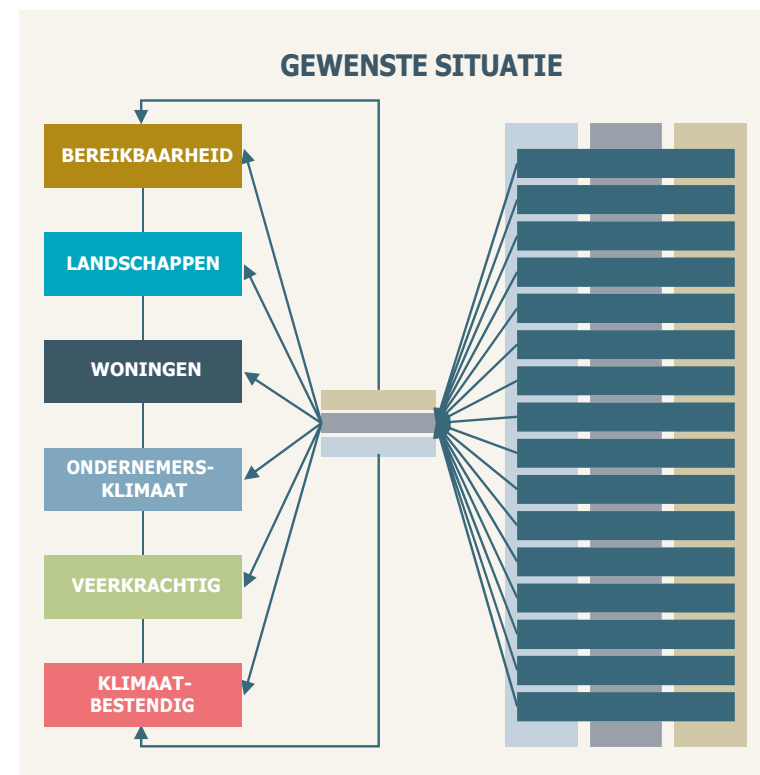 GEWENSTE SITUATIE
BEREIKBAARHEID
LANDSCHAPPEN
WONINGEN
ONDERNEMERS-
KLIMAAT
VEERKRACHTIG
KLIMAAT-
BESTENDIG